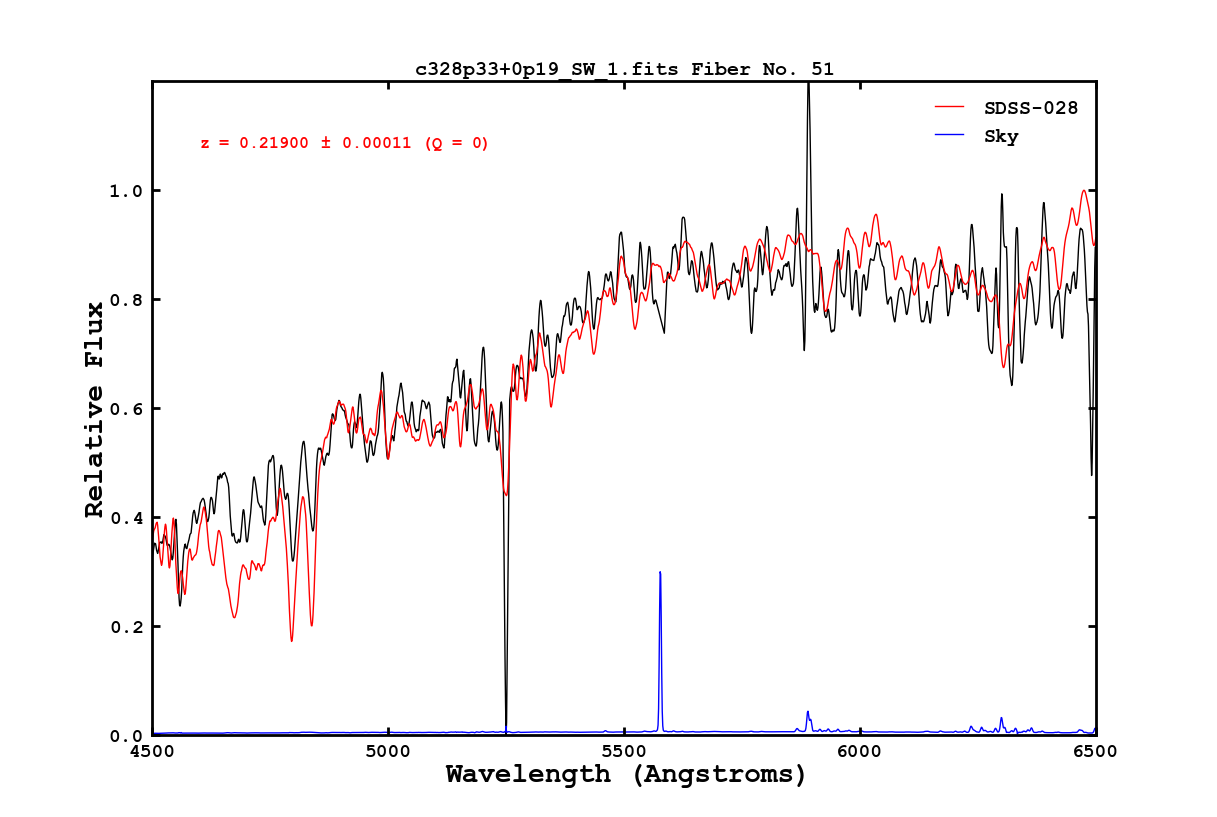 c328p33+0p19_SW_1.fits Fiber No. 51
z = 0.21900 ± 0.00011 (Q = 0)
SDSS-028
Sky
Relative Flux
1.0
0.8
0.6
0.4
0.2
0.0
4500 5000 5500 6000 6500
Wavelength (Angstroms)